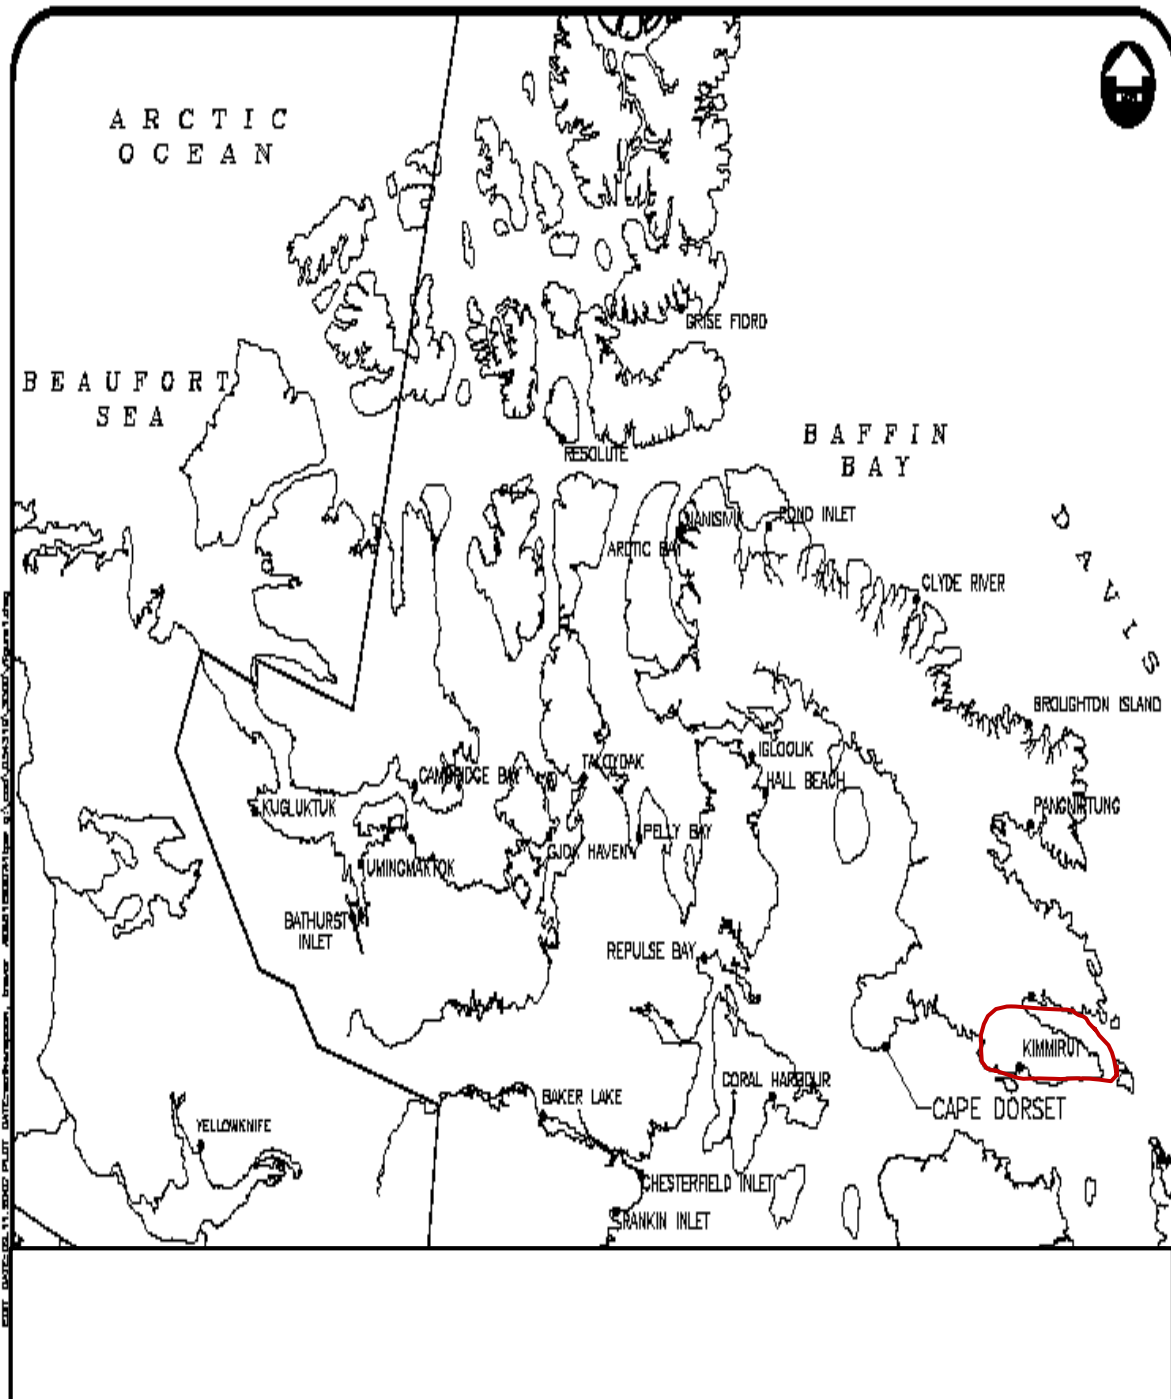 ARCTIC
OCEAN
BEAUFORT
SEA
GRISE FIORD
RESOLUTE
BAFFIN
BAY
NANISIVIK
POND INLET
ARCTIC BAY
DAVIS
CLYDE RIVER
BROUGHTON ISLAND
IGLOOLIK
HALL BEACH
TALOYOAK
CAMBRIDGE BAY
KUGLUKTUK
PANGNIRTUNG
PELLY BAY
GJOA HAVEN
UMINGMAKTOK
BATHURST
INLET
REPULSE BAY
KIMMIRUT
CORAL HARBOUR
CAPE DORSET
BAKER LAKE
YELLOWKNIFE
CHESTERFIELD INLET
RANKIN INLET